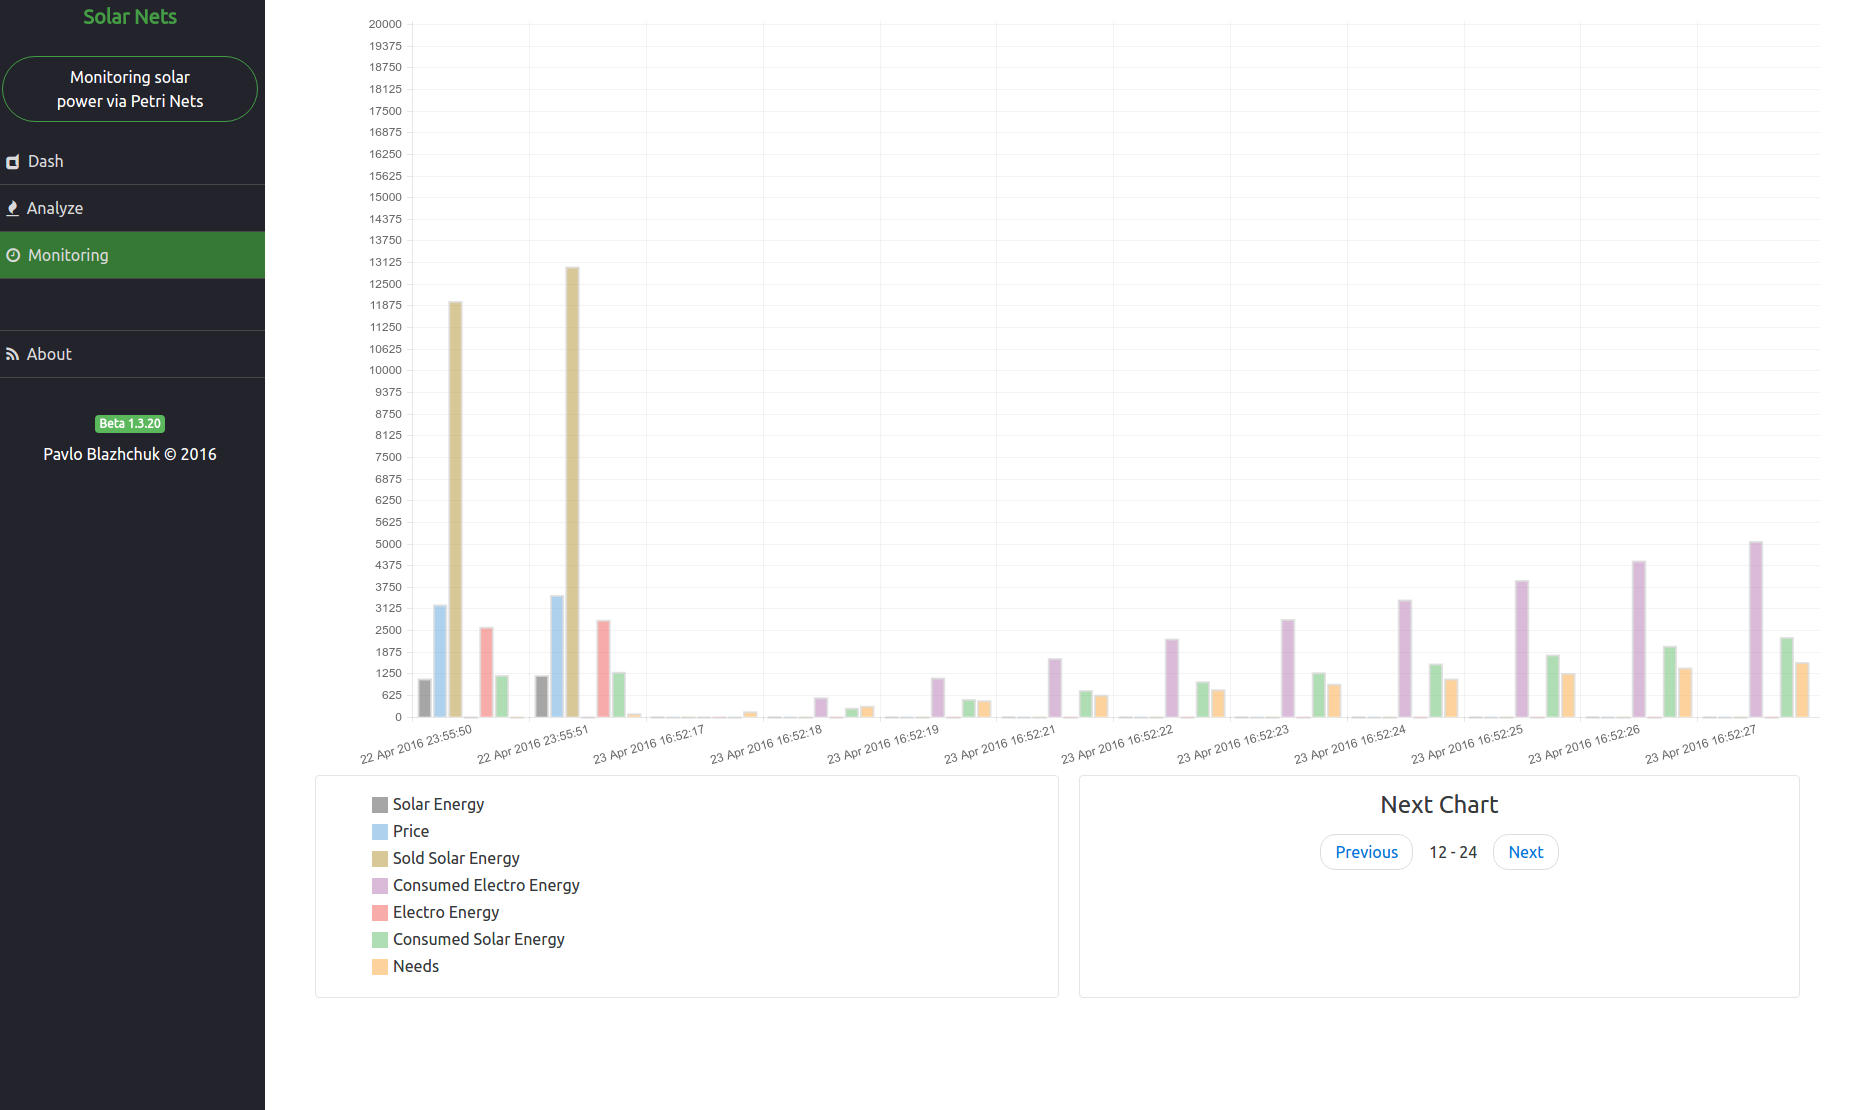 Solar Nets
Monitoring solar
power via Petri Nets
Dash
Analyze
Monitoring
About
Beta 1.3.20
Pavlo Blazhchuk © 2016
20000
19375
18750
18125
17500
16875
16250
15625
15000
14375
13750
13125
12500
11875
11250
10625
10000
9375
8750
8125
7500
6875
6250
5625
5000
4375
3750
3125
2500
1875
1250
625
0
22 Apr 2016 23:55:50
22 Apr 2016 23:55:51
23 Apr 2016 16:52:17
23 Apr 2016 16:52:18
23 Apr 2016 16:52:19
23 Apr 2016 16:52:21
23 Apr 2016 16:52:22
23 Apr 2016 16:52:23
23 Apr 2016 16:52:24
23 Apr 2016 16:52:25
23 Apr 2016 16:52:26
23 Apr 2016 16:52:27
Solar Energy
Price
Sold Solar Energy
Consumed Electro Energy
Electro Energy
Consumed Solar Energy
Needs
Next Chart
Previous 12 - 24 Next